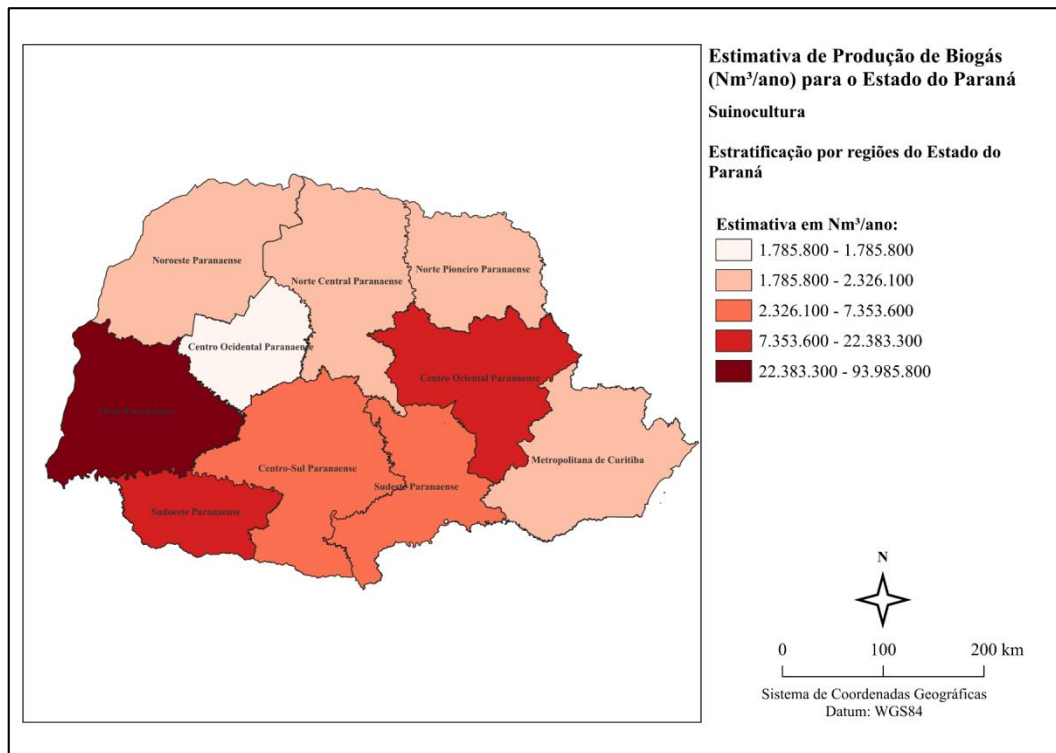 Estimativa de Produção de Biogás
(Nm³/ano) para o Estado do Paraná
Suinocultura
Estratificação por regiões do Estado do
Paraná
Estimativa em Nm³/ano:
1.785.800 - 1.785.800
1.785.800 - 2.326.100
2.326.100 - 7.353.600
7.353.600 - 22.383.300
22.383.300 - 93.985.800
Noroeste Paranaense
Norte Central Paranaense
Norte Pioneiro Paranaense
Centro Ocidental Paranaense
Centro Oriental Paranaense
Oeste Paranaense
Centro-Sul Paranaense
Metropolitana de Curitiba
Sudeste Paranaense
Sudoeste Paranaense
N
0 100 200 km
Sistema de Coordenadas Geográficas
Datum: WGS84